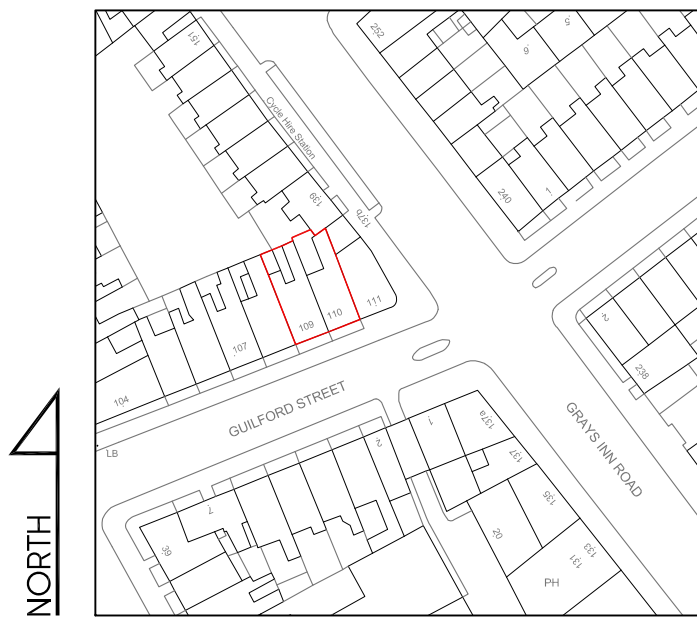 151
252
5
6
Cycle Hire Station
139
137b
240
1
109
110
111
107
104
2
238
GUILFORD STREET
GRAYS INN ROAD
LB
2
1
137a
137
135
133
131
20
PH
7
39
NORTH